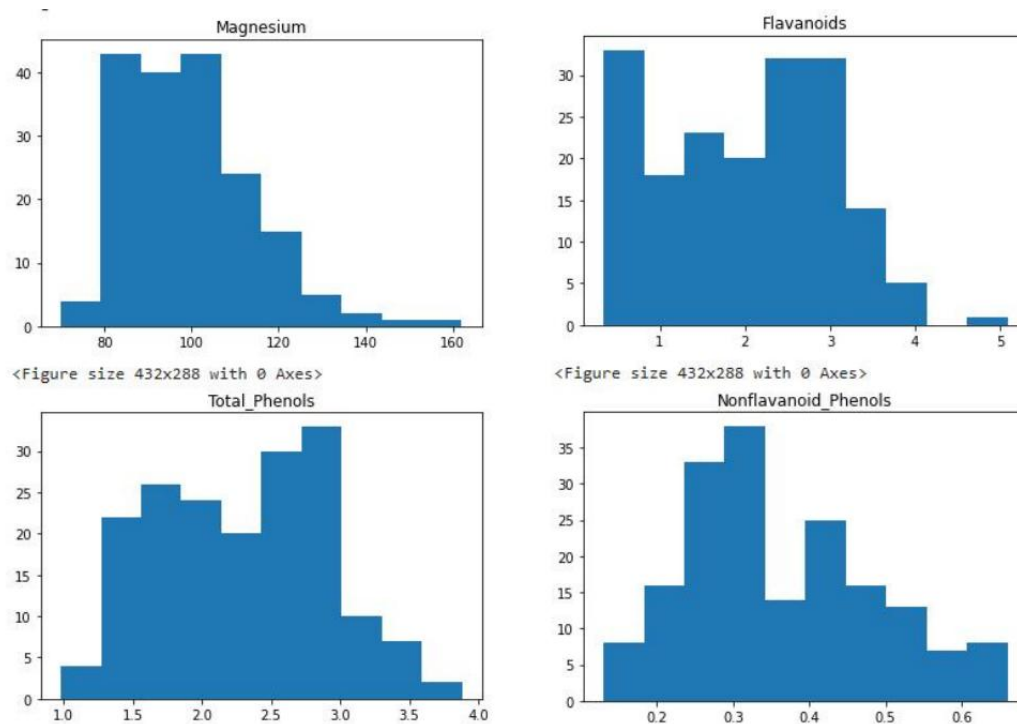 Magnesium
40
30
20
10
0
80 100 120 140 160
Flavanoids
30
25
20
15
10
5
0
1 2 3 4 5
<Figure size 432x288 with 0 Axes>
<Figure size 432x288 with 0 Axes>
Total_Phenols
30
25
20
15
10
5
0
1.0 1.5 2.0 2.5 3.0 3.5 4.0
Nonflavanoid_Phenols
35
30
25
20
15
10
5
0
0.2 0.3 0.4 0.5 0.6